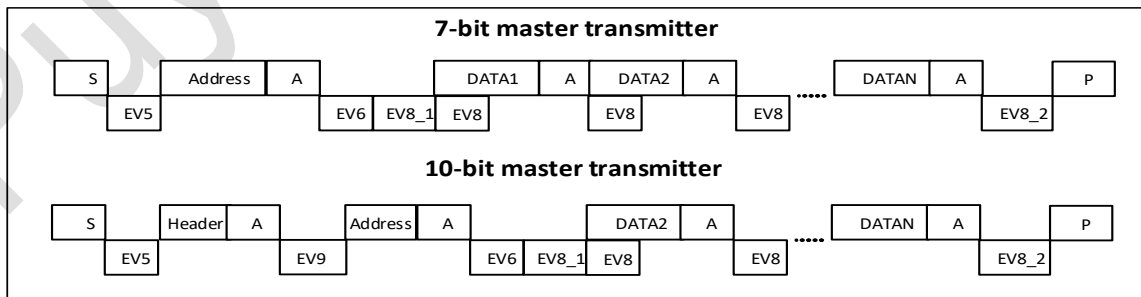 7-bit master transmitter
S Address A DATA1 A DATA2 A DATAN A P
EV5 EV6 EV8_1 EV8 EV8 EV8 EV8_2
10-bit master transmitter
S Header A Address A DATA2 A DATAN A P
EV5 EV9 EV6 EV8_1 EV8 EV8 EV8_2